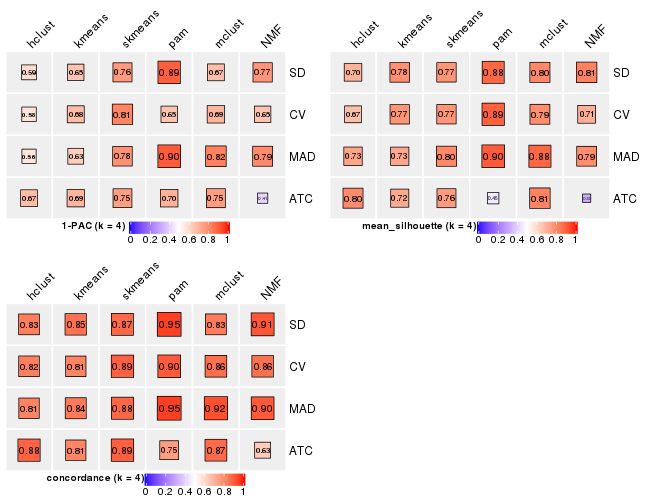 hclust kmeans skmeans pam mclust NMF
0.59 0.65 0.76 0.89 0.67 0.77 SD
0.58 0.68 0.81 0.65 0.69 0.65 CV
0.56 0.63 0.78 0.90 0.82 0.79 MAD
0.67 0.69 0.75 0.70 0.75 ATC
1-PAC (k = 4)
0 0.2 0.4 0.6 0.8 1
hclust kmeans skmeans pam mclust NMF
0.70 0.78 0.77 0.88 0.80 0.81 SD
0.67 0.77 0.77 0.89 0.79 0.71 CV
0.73 0.73 0.80 0.90 0.88 0.79 MAD
0.80 0.72 0.76 0.81 ATC
mean_silhouette (k = 4)
0 0.2 0.4 0.6 0.8 1
hclust kmeans skmeans pam mclust NMF
0.83 0.85 0.87 0.95 0.83 0.91 SD
0.82 0.81 0.89 0.90 0.86 0.86 CV
0.81 0.84 0.88 0.95 0.92 0.90 MAD
0.88 0.81 0.89 0.75 0.87 0.63 ATC
concordance (k = 4)
0 0.2 0.4 0.6 0.8 1